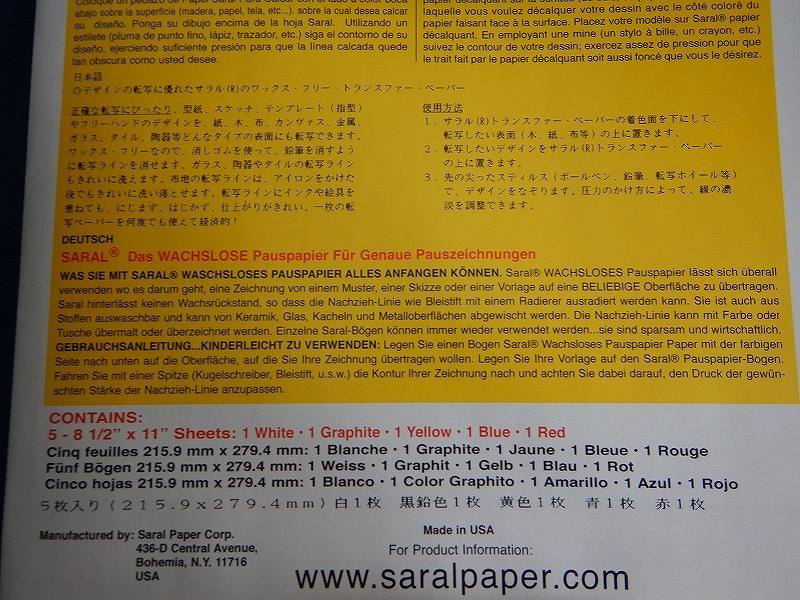 Coloque un pedazo de Paper Saral Para Calcar con el color boca
abajo sobre la superficie (madera, papel, tela, etc...), sobre la cual desea calcar
su diseño. Ponga su dibujo encima de la hoja Saral. Utilizando un
estilete (pluma de punto fino, lápiz, trazador, etc.) siga el contorno de su
diseño, ejerciendo suficiente presión para que la línea calcada quede
tan obscura como usted desee.
laquelle vous voulez décalquer votre dessin avec le côté coloré du
papier faisant face à la surface. Placez votre modèle sur Saral® papier
décalquant. En employant une mine (un stylo à bille, un crayon, etc.)
suivez le contour de votre dessin; exercez assez de pression pour que
le trait fait par le papier décalquant soit aussi foncé que vous le désirez.
日本語
◎デザインの転写に優れたサラル(R)のワックス・フリー・トランスファー・ペーパー
正確な転写にぴったり。型紙、スケッチ、テンプレート(指型)
やフリーハンドのデザインを、紙、木、布、カンヴァス、金属、
ガラス、タイル、陶器等どんなタイプの表面にも転写できます。
ワックス・フリーなので、消しゴムを使って、鉛筆を消すよう
に転写ラインを消せます。ガラス、陶器やタイルの転写ライン
もきれいに洗えます。布地の転写ラインは、アイロンをかけた
後でもきれいに洗い落とせます。転写ラインにインクや絵具を
重ねても、にじまず、はじかず、仕上がりがきれい。一枚の転
写ペーパーを何度でも使えて経済的!
使用方法
1.サラル(R)トランスファー・ペーパーの着色面を下にして、
転写したい表面(木、紙、布等)の上に置きます。
2.転写したいデザインをサラル(R)トランスファー・ペーパー
の上に置きます。
3.先の尖ったスティルス(ボールペン、鉛筆、転写ホイール等)
で、デザインをなぞります。圧力のかけ方によって、線の濃
淡を調整できます。
DEUTSCH
SARAL® Das WACHSLOSE Pauspapier Für Genaue Pauszeichnungen
WAS SIE MIT SARAL® WASCHSLOSES PAUSPAPIER ALLES ANFANGEN KÖNNEN. Saral® WACHSLOSES Pauspapier lässt sich überall
verwenden wo es darum geht, eine Zeichnung von einem Muster, einer Skizze oder einer Vorlage auf eine BELIEBIGE Oberfläche zu übertragen.
Saral hinterlässt keinen Wachsrückstand, so dass die Nachzieh-Linie wie Bleistift mit einem Radierer ausradiert werden kann. Sie ist auch aus
Stoffen auswaschbar und kann von Keramik, Glas, Kacheln und Metalloberflächen abgewischt werden. Die Nachzieh-Linie kann mit Farbe oder
Tusche übermalt oder überzeichnet werden. Einzelne Saral-Bögen können immer wieder verwendet werden...sie sind sparsam und wirtschaftlich.
GEBRAUCHSANLEITUNG...KINDERLEICHT ZU VERWENDEN: Legen Sie einen Bogen Saral® Wachsloses Pauspapier Paper mit der farbigen
Seite nach unten auf die Oberfläche, auf die Sie Ihre Zeichnung übertragen wollen. Legen Sie Ihre Vorlage auf den Saral® Pauspapier-Bogen.
Fahren Sie mit einer Spitze (Kugelschreiber, Bleistift, u.s.w.) die Kontur Ihrer Zeichnung nach und achten Sie dabei darauf, den Druck der gewün-
schten Stärke der Nachzieh-Linie anzupassen.
CONTAINS:
5 - 8 1/2” x 11” Sheets: 1 White · 1 Graphite · 1 Yellow · 1 Blue · 1 Red
Cinq feuilles 215.9 mm x 279.4 mm: 1 Blanche · 1 Graphite · 1 Jaune · 1 Bleue · 1 Rouge
Fünf Bögen 215.9 mm x 279.4 mm: 1 Weiss · 1 Graphit · 1 Gelb · 1 Blau · 1 Rot
Cinco hojas 215.9 mm x 279.4 mm: 1 Blanco · 1 Color Graphito · 1 Amarillo · 1 Azul · 1 Rojo
5枚入り(215.9x279.4mm)白1枚 黒鉛色1枚 黄色1枚 青1枚 赤1枚
Manufactured by: Saral Paper Corp.
436-D Central Avenue,
Bohemia, N.Y. 11716
USA
Made in USA
For Product Information:
www.saralpaper.com